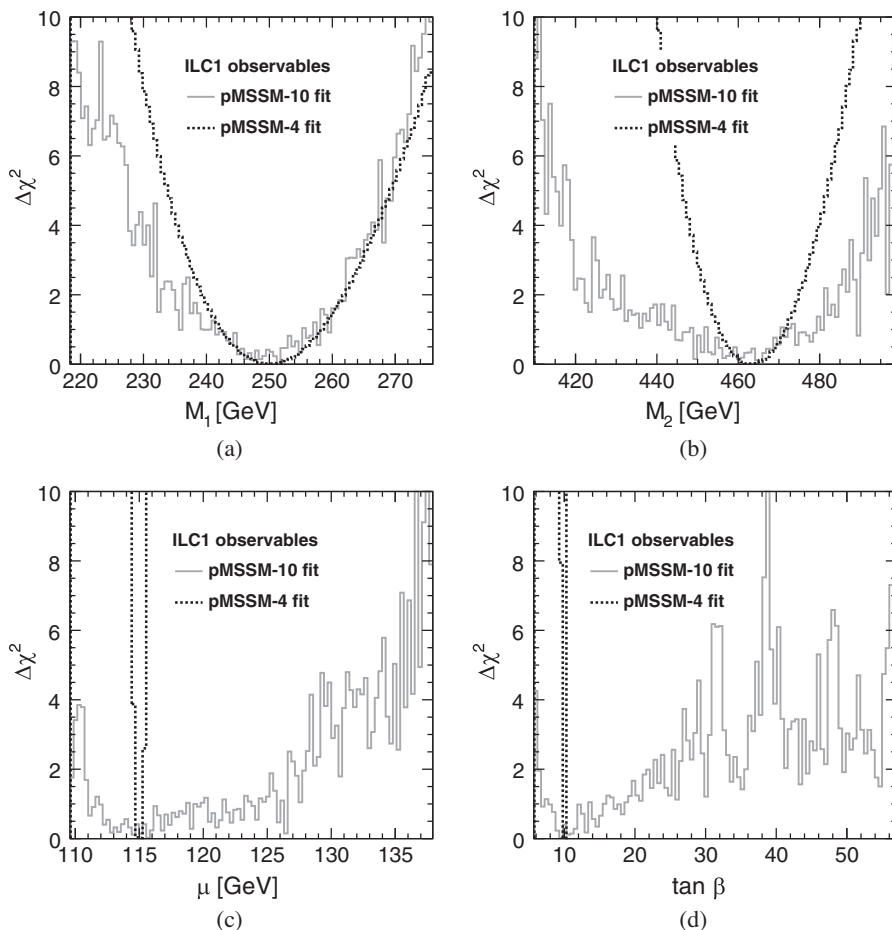 10
8
6
4
2
0
Δχ²
ILC1 observables
pMSSM-10 fit
pMSSM-4 fit
220 230 240 250 260 270
M₁ [GeV]
(a)
10
8
6
4
2
0
Δχ²
ILC1 observables
pMSSM-10 fit
pMSSM-4 fit
420 440 460 480
M₂ [GeV]
(b)
10
8
6
4
2
0
Δχ²
ILC1 observables
pMSSM-10 fit
pMSSM-4 fit
110 115 120 125 130 135
μ [GeV]
(c)
10
8
6
4
2
0
Δχ²
ILC1 observables
pMSSM-10 fit
pMSSM-4 fit
10 20 30 40 50
tan β
(d)